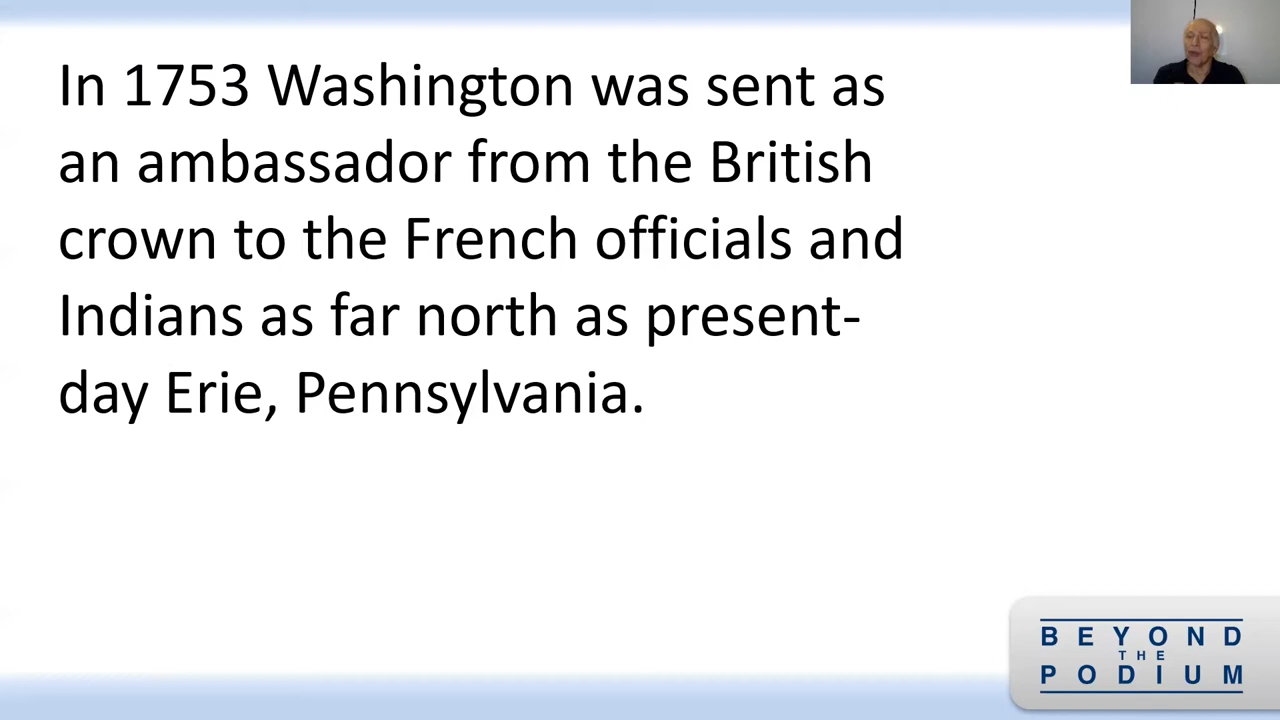 In 1753 Washington was sent as
an ambassador from the British
crown to the French officials and
Indians as far north as present-
day Erie, Pennsylvania.
BEYOND
THE
PODIUM